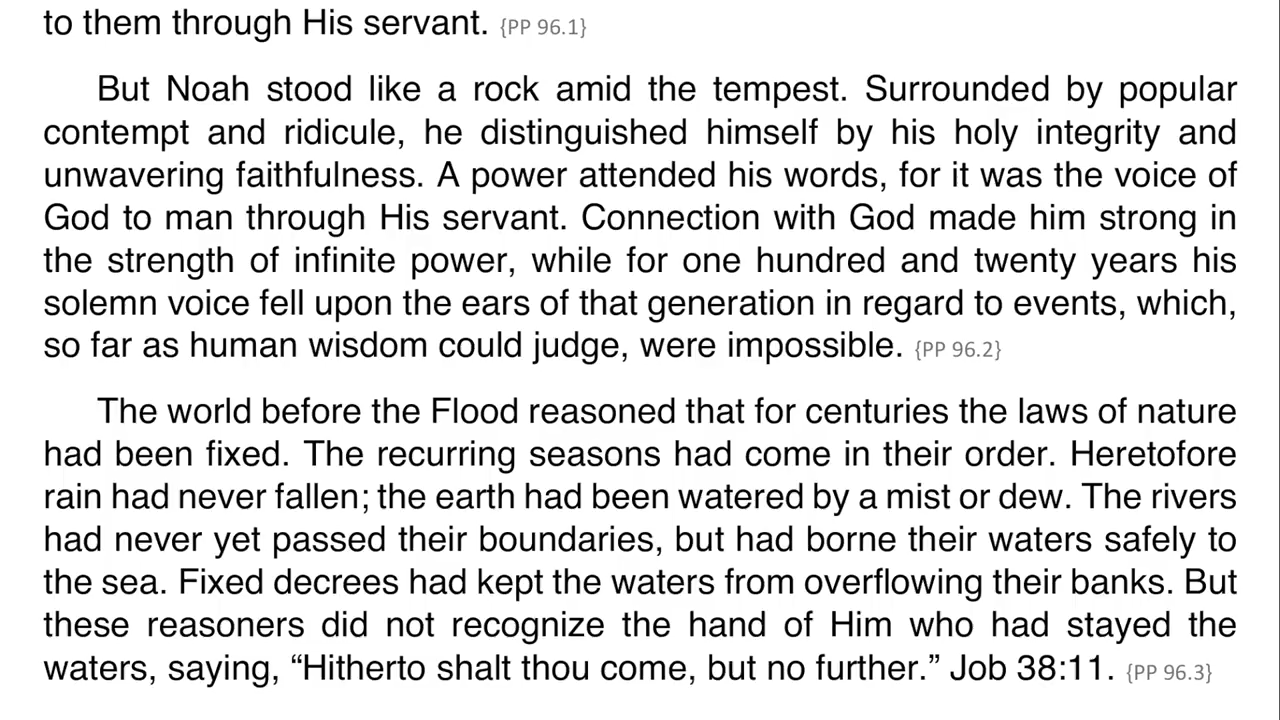 to them through His servant. {PP 96.1}
But Noah stood like a rock amid the tempest. Surrounded by popular
contempt and ridicule, he distinguished himself by his holy integrity and
unwavering faithfulness. A power attended his words, for it was the voice of
God to man through His servant. Connection with God made him strong in
the strength of infinite power, while for one hundred and twenty years his
solemn voice fell upon the ears of that generation in regard to events, which,
so far as human wisdom could judge, were impossible. {PP 96.2}
The world before the Flood reasoned that for centuries the laws of nature
had been fixed. The recurring seasons had come in their order. Heretofore
rain had never fallen; the earth had been watered by a mist or dew. The rivers
had never yet passed their boundaries, but had borne their waters safely to
the sea. Fixed decrees had kept the waters from overflowing their banks. But
these reasoners did not recognize the hand of Him who had stayed the
waters, saying, “Hitherto shalt thou come, but no further.” Job 38:11. {PP 96.3}